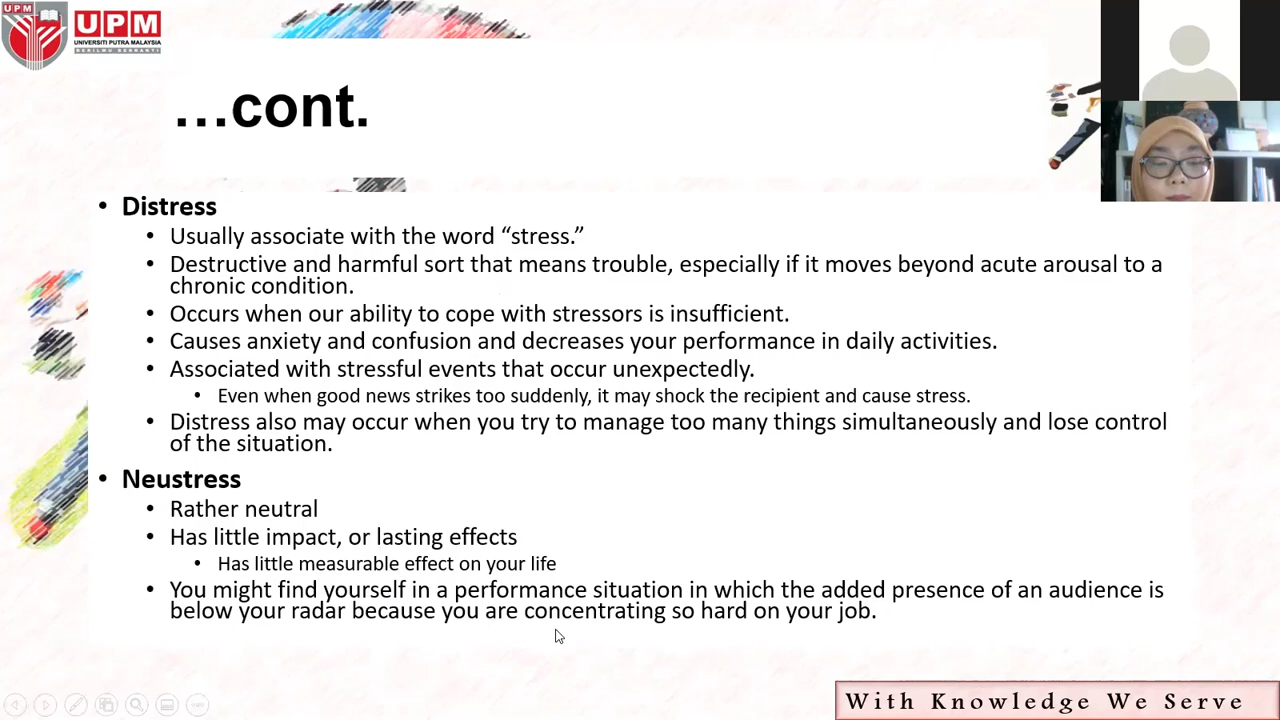 UPM
UPM
UNIVERSITI PUTRA MALAYSIA
BERILMU BERBAKTI
...cont.
• Distress
• Usually associate with the word “stress.”
• Destructive and harmful sort that means trouble, especially if it moves beyond acute arousal to a
chronic condition.
• Occurs when our ability to cope with stressors is insufficient.
• Causes anxiety and confusion and decreases your performance in daily activities.
• Associated with stressful events that occur unexpectedly.
• Even when good news strikes too suddenly, it may shock the recipient and cause stress.
• Distress also may occur when you try to manage too many things simultaneously and lose control
of the situation.
• Neustress
• Rather neutral
• Has little impact, or lasting effects
• Has little measurable effect on your life
• You might find yourself in a performance situation in which the added presence of an audience is
below your radar because you are concentrating so hard on your job.
With Knowledge We Serve